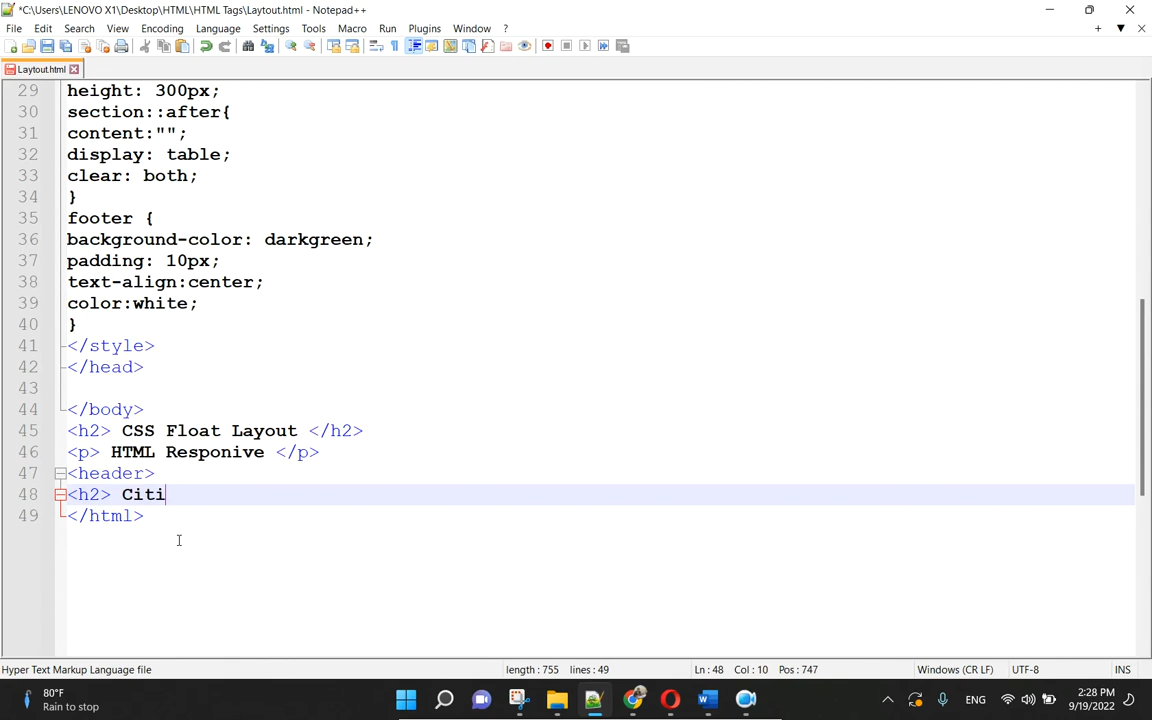 *C:\Users\LENOVO X1\Desktop\HTML\HTML Tags\Laytout.html - Notepad++
File Edit Search View Encoding Language Settings Tools Macro Run Plugins Window ?
Laytout.html
29 height: 300px;
30 section::after{
31 content:"";
32 display: table;
33 clear: both;
34 }
35 footer {
36 background-color: darkgreen;
37 padding: 10px;
38 text-align:center;
39 color:white;
40 }
41 </style>
42 </head>
43
44 </body>
45 <h2> CSS Float Layout </h2>
46 <p> HTML Responive </p>
47 <header>
48 <h2> Citi
49 </html>
Hyper Text Markup Language file length : 755 lines : 49 Ln : 48 Col : 10 Pos : 747 Windows (CR LF) UTF-8 INS
80°F
Rain to stop
ENG
2:28 PM
9/19/2022